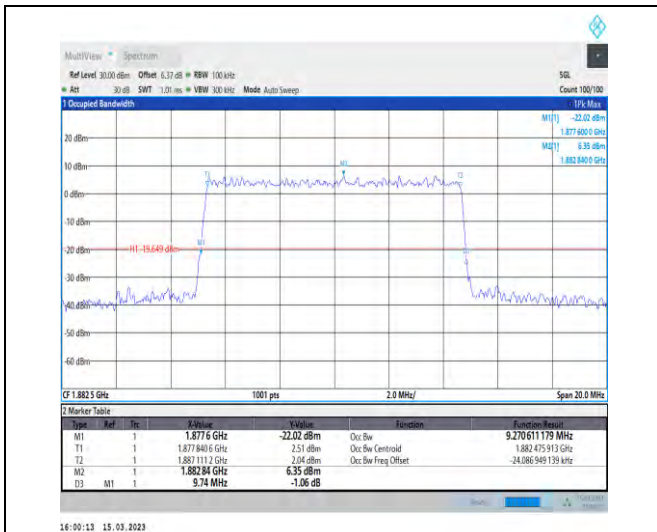 MultiView Spectrum
Ref Level 30.00 dBm Offset 6.37 dB RBW 100 kHz SGL
Att 30 dB SWT 1.01 ms VBW 300 kHz Mode Auto Sweep Count 100/100
1 Occupied Bandwidth 1Pk Max
M1[1] -22.02 dBm
1.877600 0 GHz
M2[1] 6.35 dBm
1.882840 0 GHz
20 dBm
10 dBm
0 dBm
-10 dBm
-20 dBm
H1 -19.649 dBm
-30 dBm
-40 dBm
-50 dBm
-60 dBm
T1
M2
T2
M1
CF 1.882 5 GHz 1001 pts 2.0 MHz/ Span 20.0 MHz
2 Marker Table
Type Ref Trc X-Value Y-Value Function Function Result
M1 1 1.877 6 GHz -22.02 dBm Occ Bw 9.270 611 179 MHz
T1 1 1.877 840 6 GHz 2.51 dBm Occ Bw Centroid 1.882 475 913 GHz
T2 1 1.887 111 2 GHz 2.04 dBm Occ Bw Freq Offset -24.086 949 139 kHz
M2 1 1.882 84 GHz 6.35 dBm
D3 M1 1 9.74 MHz -1.06 dB
16:00:13 15.03.2023